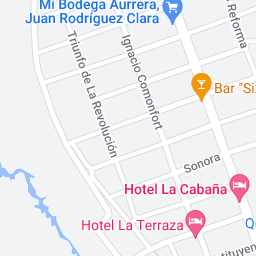 Mi Bodega Aurrera,
Juan Rodríguez Clara
Reforma
Ignacio Comonfort
Triunfo de La Revolución
Bar "Si
Sonora
Hotel La Cabaña
Hotel La Terraza
Q
tituyen